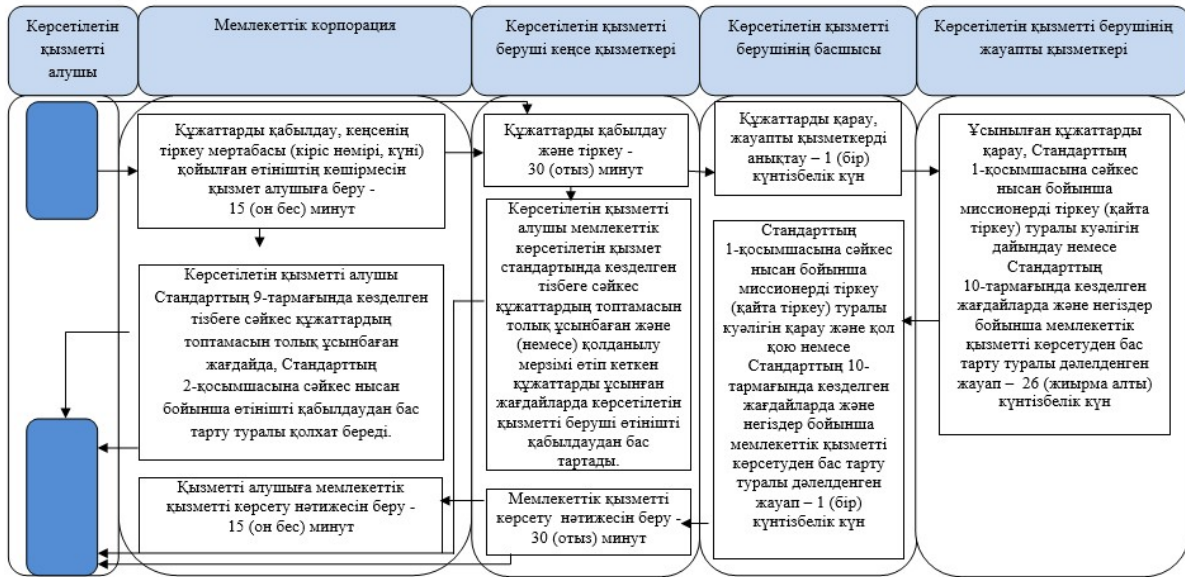 Көрсетілетін
қызметті
алушы
Мемлекеттік корпорация
Көрсетілетін қызметті
беруші кеңсе қызметкері
Көрсетілетін қызметті
берушінің басшысы
Көрсетілетін қызметті берушінің
жауапты қызметкері
Құжаттарды қабылдау, кеңсенің
тіркеу мөртабасы (кіріс нөмірі, күні)
қойылған өтініштің көшірмесін
қызмет алушыға беру -
15 (он бес) минут
Көрсетілетін қызметті алушы
Стандарттың 9-тармағында көзделген
тізбеге сәйкес құжаттардың
топтамасын толық ұсынбаған
жағдайда, Стандарттың
2-қосымшасына сәйкес нысан
бойынша өтінішті қабылдаудан бас
тарту туралы қолхат береді.
Қызметті алушыға мемлекеттік
қызметті көрсету нәтижесін беру -
15 (он бес) минут
Құжаттарды қабылдау
және тіркеу -
30 (отыз) минут
Көрсетілетін қызметті
алушы мемлекеттік
көрсетілетін қызмет
стандартында көзделген
тізбеге сәйкес
құжаттардың топтамасын
толық ұсынбаған және
(немесе) қолданылу
мерзімі өтіп кеткен
құжаттарды ұсынған
жағдайларда көрсетілетін
қызметті беруші өтінішті
қабылдаудан бас
тартады.
Мемлекеттік қызметті
көрсету нәтижесін беру -
30 (отыз) минут
Құжаттарды қарау,
жауапты қызметкерді
анықтау – 1 (бір)
күнтізбелік күн
Стандарттың
1-қосымшасына сәйкес
нысан бойынша
миссионерді тіркеу
(қайта тіркеу) туралы
куәлігін қарау және қол
қою немесе
Стандарттың 10-
тармағында көзделген
жағдайларда және
негіздер бойынша
мемлекеттік қызметті
көрсетуден бас тарту
туралы дәлелденген
жауап – 1 (бір)
күнтізбелік күн
Ұсынылған құжаттарды
қарау, Стандарттың
1-қосымшасына сәйкес
нысан бойынша
миссионерді тіркеу (қайта
тіркеу) туралы куәлігін
дайындау немесе
Стандарттың
10-тармағында көзделген
жағдайларда және негіздер
бойынша мемлекеттік
қызметті көрсетуден бас
тарту туралы дәлелденген
жауап – 26 (жиырма алты)
күнтізбелік күн